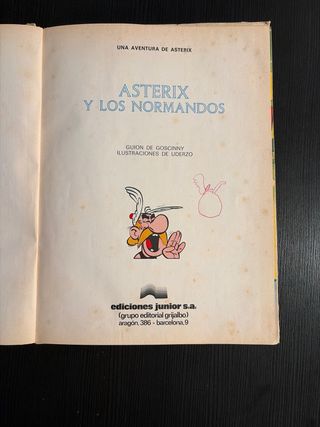 UNA AVENTURA DE ASTERIX
ASTERIX
Y LOS NORMANDOS
GUION DE GOSCINNY
ILUSTRACIONES DE UDERZO
ediciones junior s.a.
(grupo editorial grijalbo)
aragón, 386 - barcelona, 9